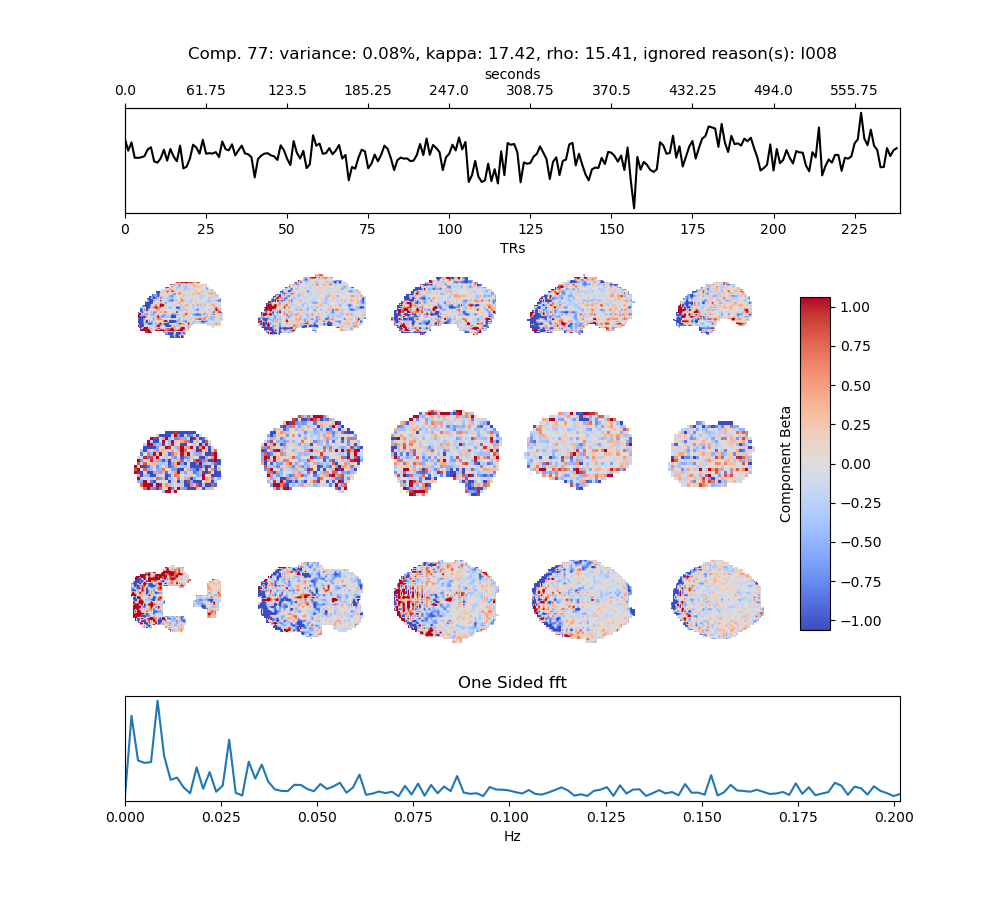 Comp. 77: variance: 0.08%, kappa: 17.42, rho: 15.41, ignored reason(s): I008
seconds
0.0 61.75 123.5 185.25 247.0 308.75 370.5 432.25 494.0 555.75
0 25 50 75 100 125 150 175 200 225
TRs
1.00
0.75
0.50
0.25
0.00
−0.25
−0.50
−0.75
−1.00
Component Beta
One Sided fft
0.000 0.025 0.050 0.075 0.100 0.125 0.150 0.175 0.200
Hz